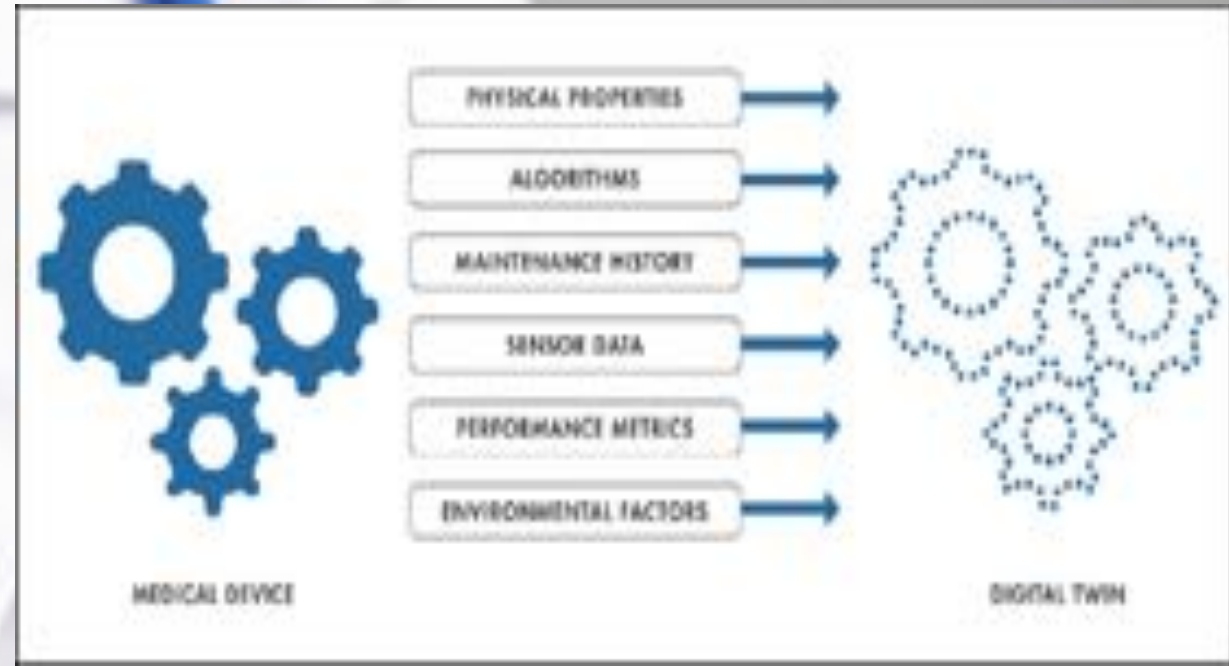 PHYSICAL PROPERTIES
ALGORITHMS
MAINTENANCE HISTORY
SENSOR DATA
PERFORMANCE METRICS
ENVIRONMENTAL FACTORS
MEDICAL DEVICE
DIGITAL TWIN